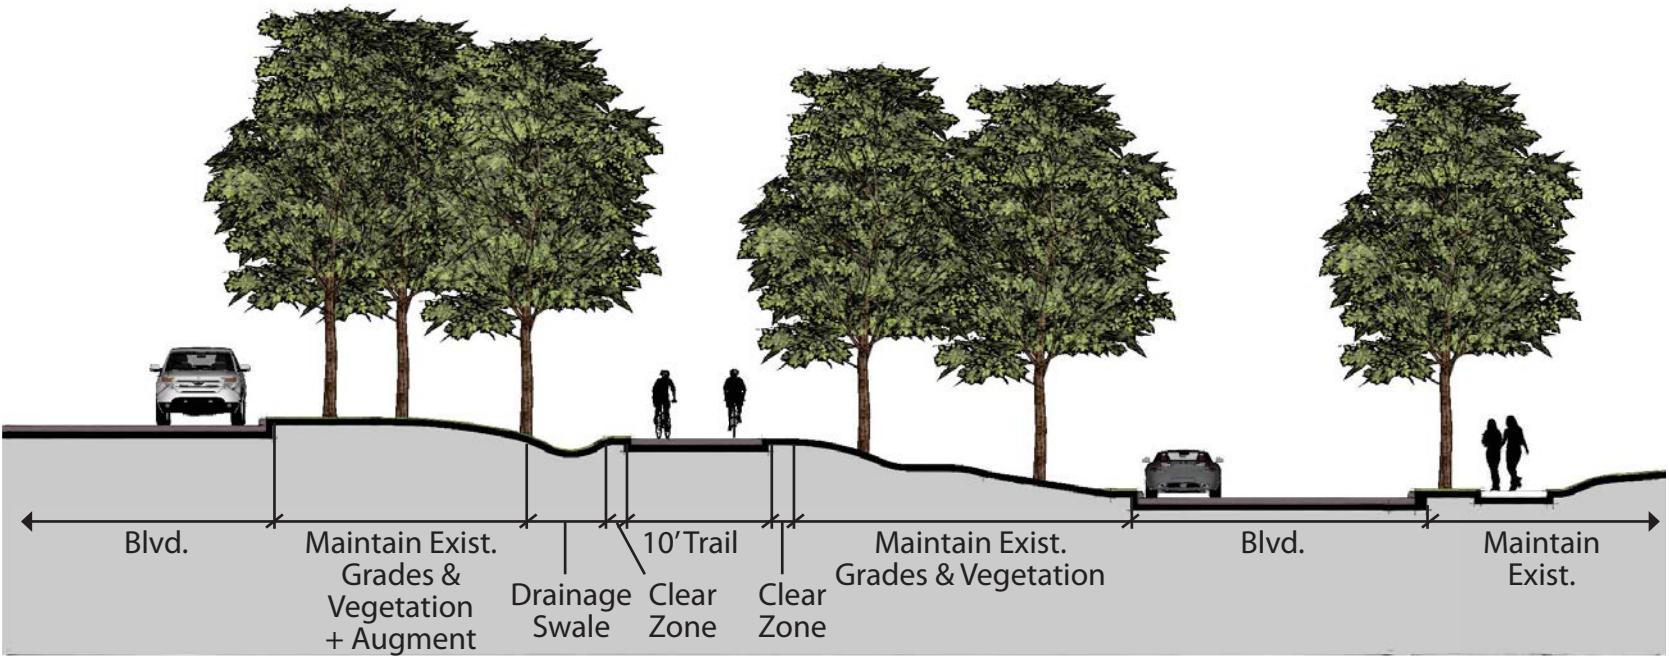 Blvd.
Maintain Exist.
Grades &
Vegetation
+ Augment
Drainage
Swale
Clear
Zone
10' Trail
Clear
Zone
Maintain Exist.
Grades & Vegetation
Blvd.
Maintain
Exist.